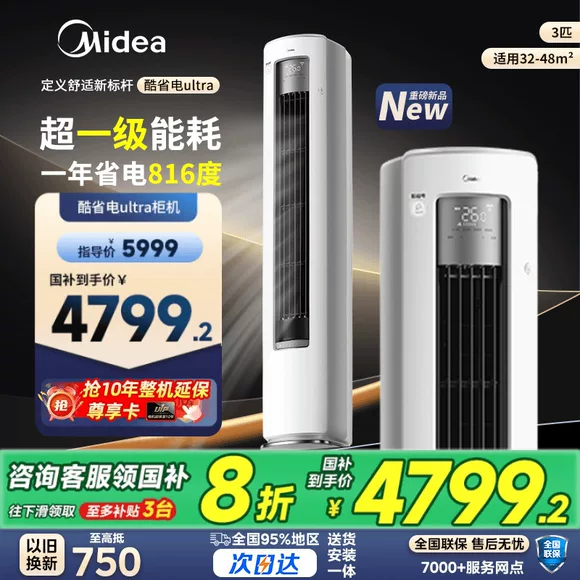 Midea
3匹
适用32-48m²
定义舒适新标杆 酷省电ultra
重磅新品
New
超一级能耗
一年省电816度
酷省电ultra柜机
指导价￥5999
国补到手价￥
4799.2
抢 抢10年整机延保
尊享卡 VIP
Midea
26.0
咨询客服领国补
往下滑领取 至多补贴3台
8折
国补到手价￥4799.2
以旧换新
至高抵
750
全国95%地区
次日达
送货
安装
一体
全国联保 售后无忧
7000+服务网点
全国联保